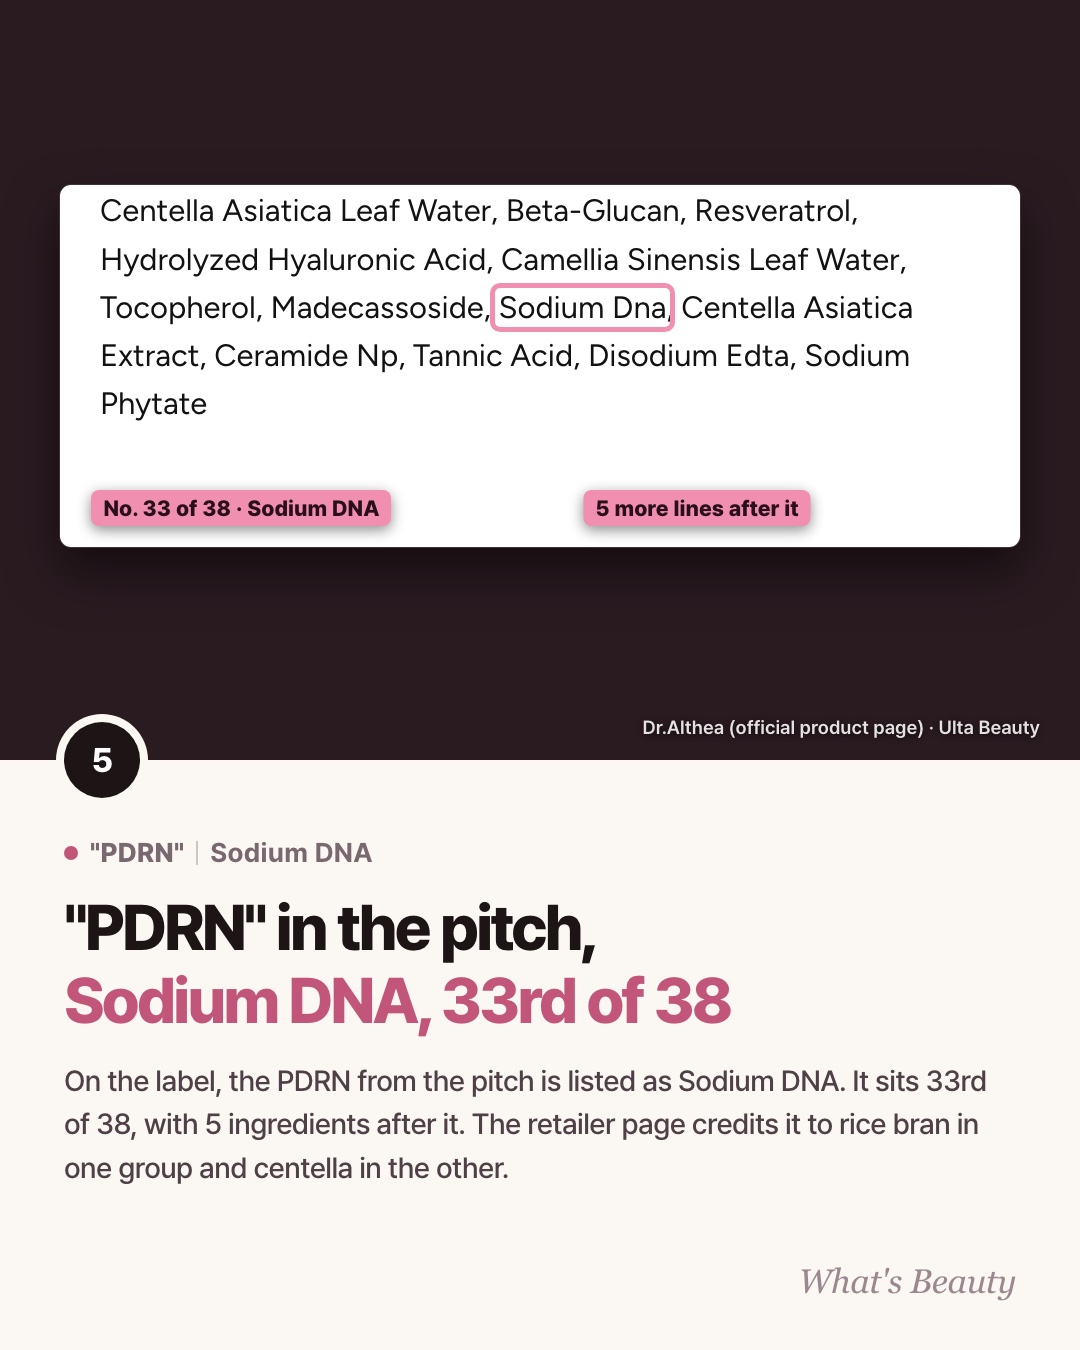 Centella Asiatica Leaf Water, Beta-Glucan, Resveratrol,
Hydrolyzed Hyaluronic Acid, Camellia Sinensis Leaf Water,
Tocopherol, Madecassoside, Sodium Dna, Centella Asiatica
Extract, Ceramide Np, Tannic Acid, Disodium Edta, Sodium
Phytate
No. 33 of 38 · Sodium DNA
5 more lines after it
Dr.Althea (official product page) · Ulta Beauty
5
"PDRN" | Sodium DNA
"PDRN" in the pitch,
Sodium DNA, 33rd of 38
On the label, the PDRN from the pitch is listed as Sodium DNA. It sits 33rd
of 38, with 5 ingredients after it. The retailer page credits it to rice bran in
one group and centella in the other.
What's Beauty